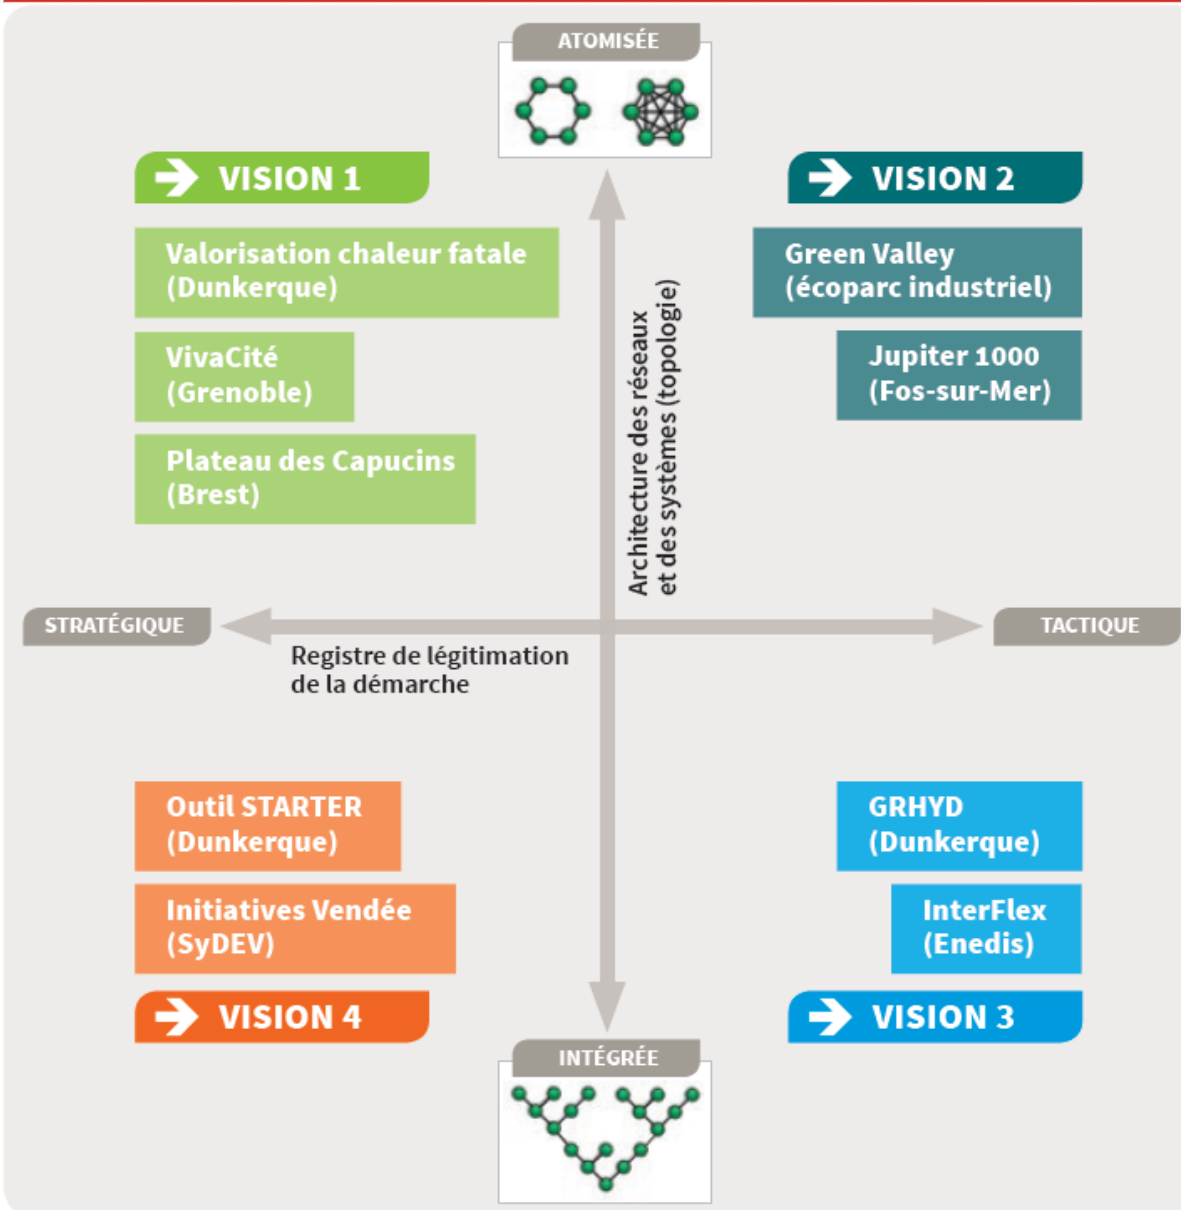 ATOMISÉE
VISION 1
Valorisation chaleur fatale
(Dunkerque)
VivaCité
(Grenoble)
Plateau des Capucins
(Brest)
VISION 2
Green Valley
(écoparc industriel)
Jupiter 1000
(Fos-sur-Mer)
Architecture des réseaux
et des systèmes (topologie)
STRATÉGIQUE
TACTIQUE
Registre de légitimation
de la démarche
Outil STARTER
(Dunkerque)
Initiatives Vendée
(SyDEV)
VISION 4
GRHYD
(Dunkerque)
InterFlex
(Enedis)
VISION 3
INTÉGRÉE